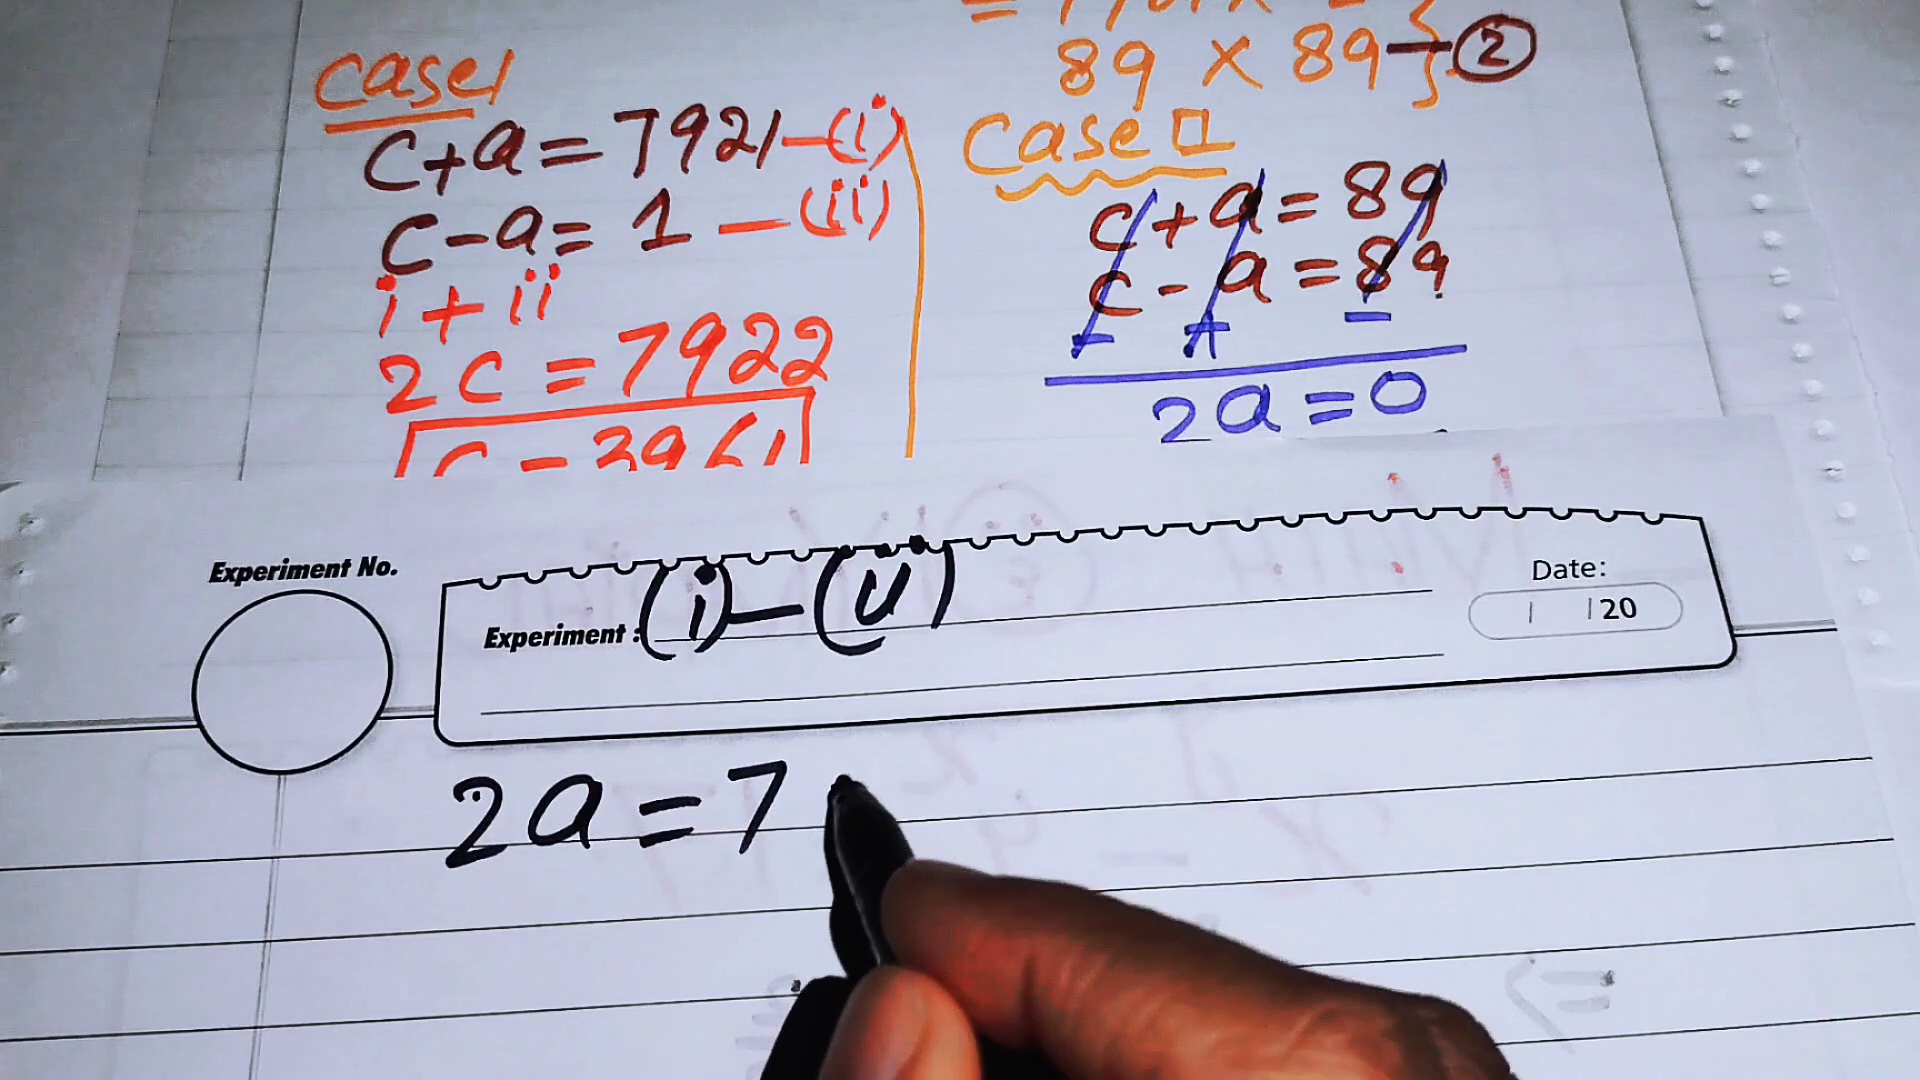 89 × 89 } — ②
Case 1
c+a = 7921 — (i)
c-a = 1 — (ii)
i + ii
2c = 7922
Case II
c + a = 89
c - a = 89
- + -
2a = 0
Experiment No.
Experiment : (i) — (ii)
Date:
/ /20
2a = 7